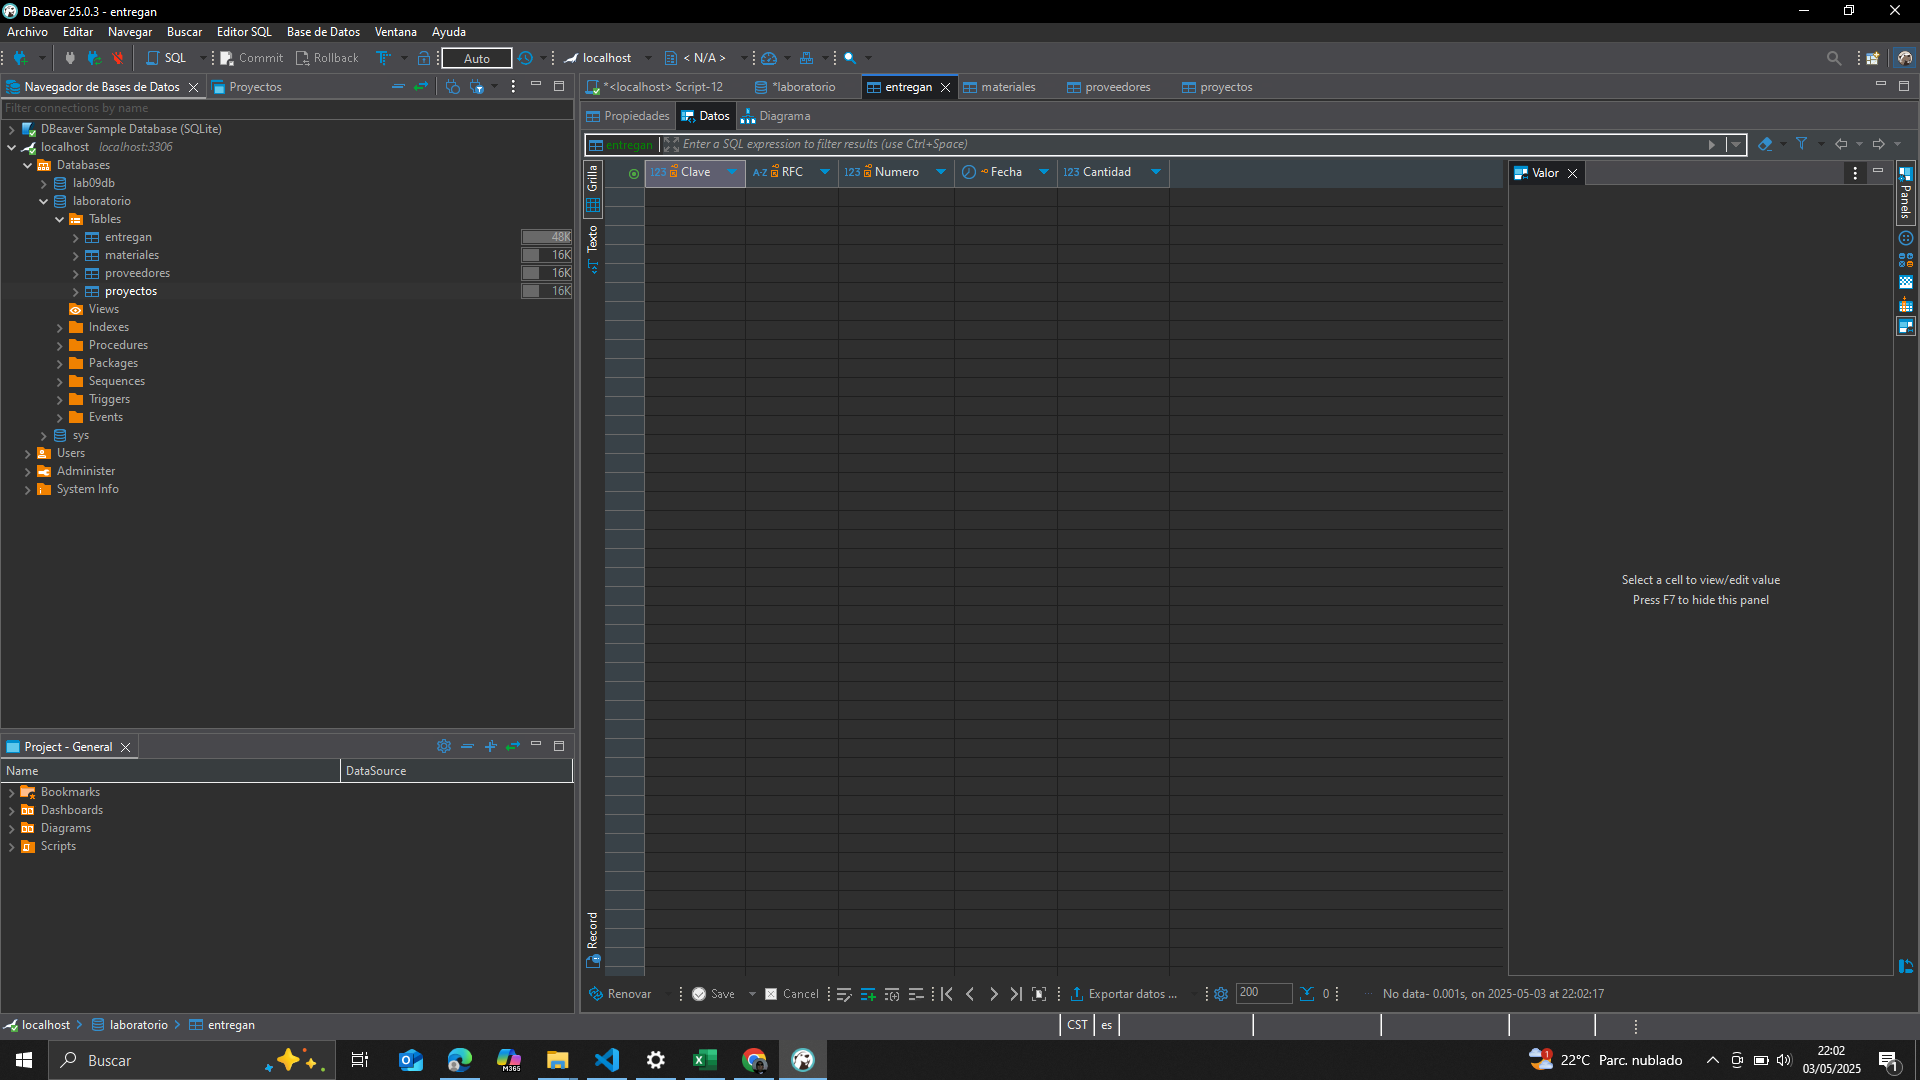 DBeaver 25.0.3 - entregan
Archivo Editar Navegar Buscar Editor SQL Base de Datos Ventana Ayuda
SQL Commit Rollback Auto localhost < N/A >
Navegador de Bases de Datos Proyectos
Filter connections by name
DBeaver Sample Database (SQLite)
localhost localhost:3306
Databases
lab09db
laboratorio
Tables
entregan 48K
materiales 16K
proveedores 16K
proyectos 16K
Views
Indexes
Procedures
Packages
Sequences
Triggers
Events
sys
Users
Administer
System Info
Project - General
Name DataSource
Bookmarks
Dashboards
Diagrams
Scripts
*<localhost> Script-12 *laboratorio entregan materiales proveedores proyectos
Propiedades Datos Diagrama
entregan Enter a SQL expression to filter results (use Ctrl+Space)
Grilla
Texto
Record
123 Clave A-Z RFC 123 Numero Fecha 123 Cantidad
Valor
Select a cell to view/edit value
Press F7 to hide this panel
Panels
Renovar Save Cancel Exportar datos ... 200 0 No data- 0.001s, on 2025-05-03 at 22:02:17
localhost laboratorio entregan CST es
Buscar M365 1 22°C Parc. nublado 22:02
03/05/2025 1